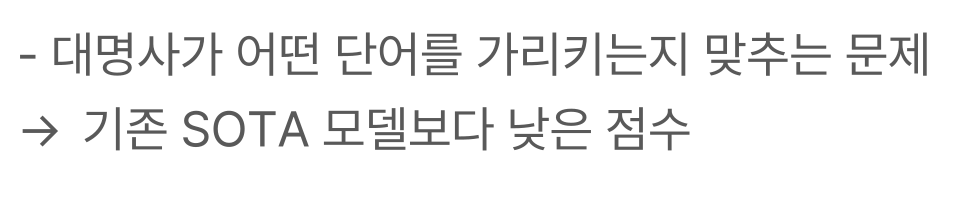 - 대명사가 어떤 단어를 가리키는지 맞추는 문제
→ 기존 SOTA 모델보다 낮은 점수